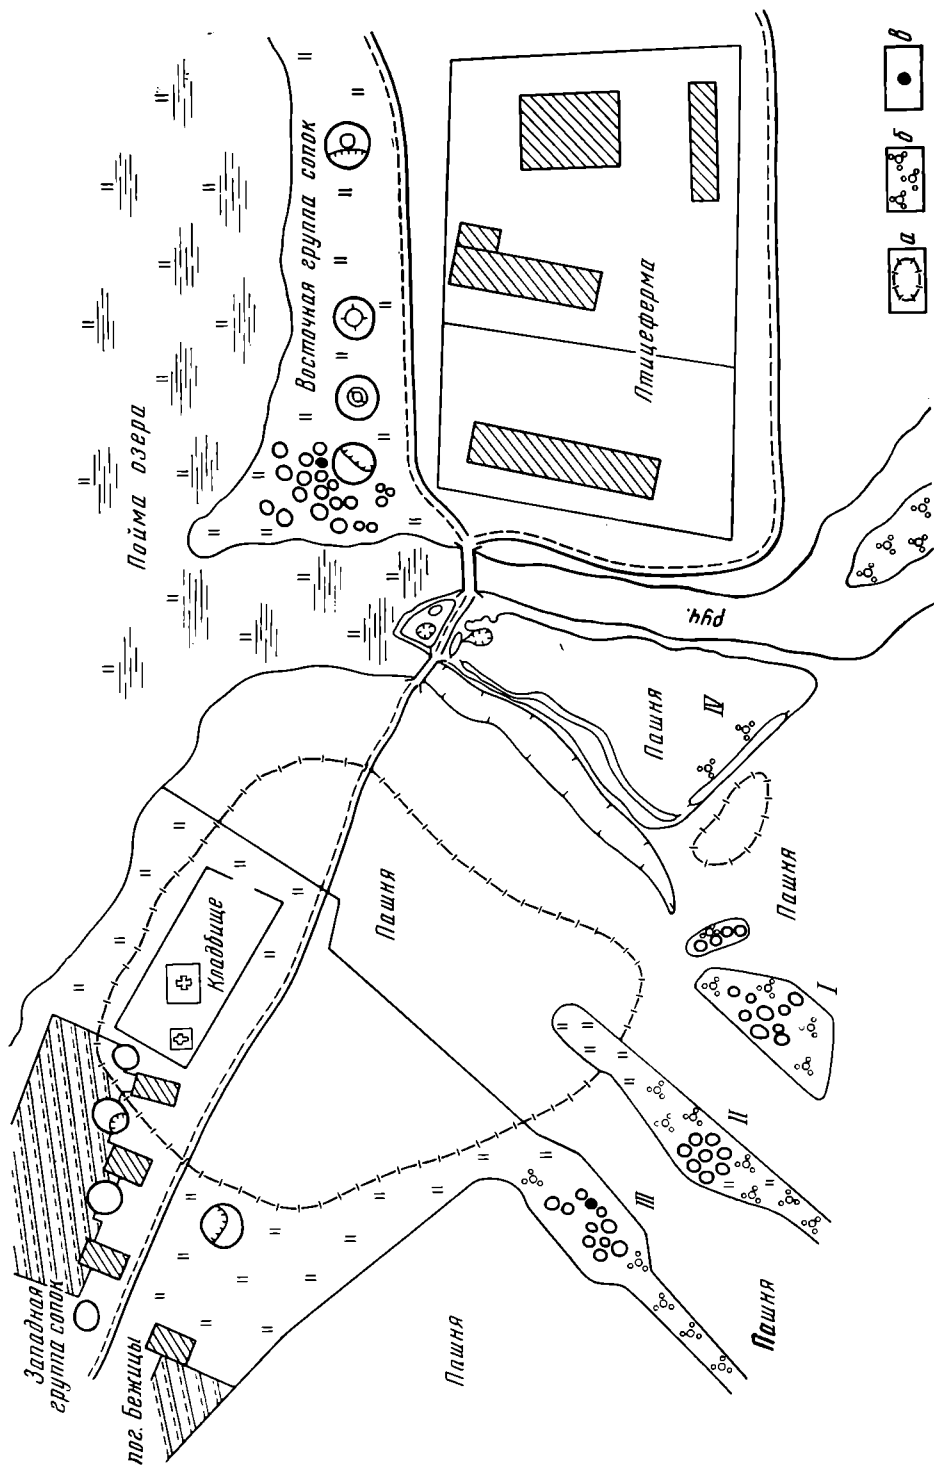 Западная
группа сопок
пог. Бежицы
Кладбище
Пойма озера
Восточная группа сопок
Птицеферма
руч.
Пашня
Пашня
IV
Пашня
Пашня
Пашня
I
II
III
а
б
в